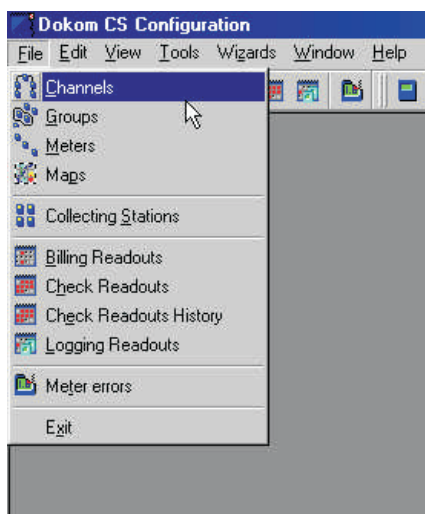 Dokom CS Configuration
File Edit View Tools Wizards Window Help
Channels
Groups
Meters
Maps
Collecting Stations
Billing Readouts
Check Readouts
Check Readouts History
Logging Readouts
Meter errors
Exit